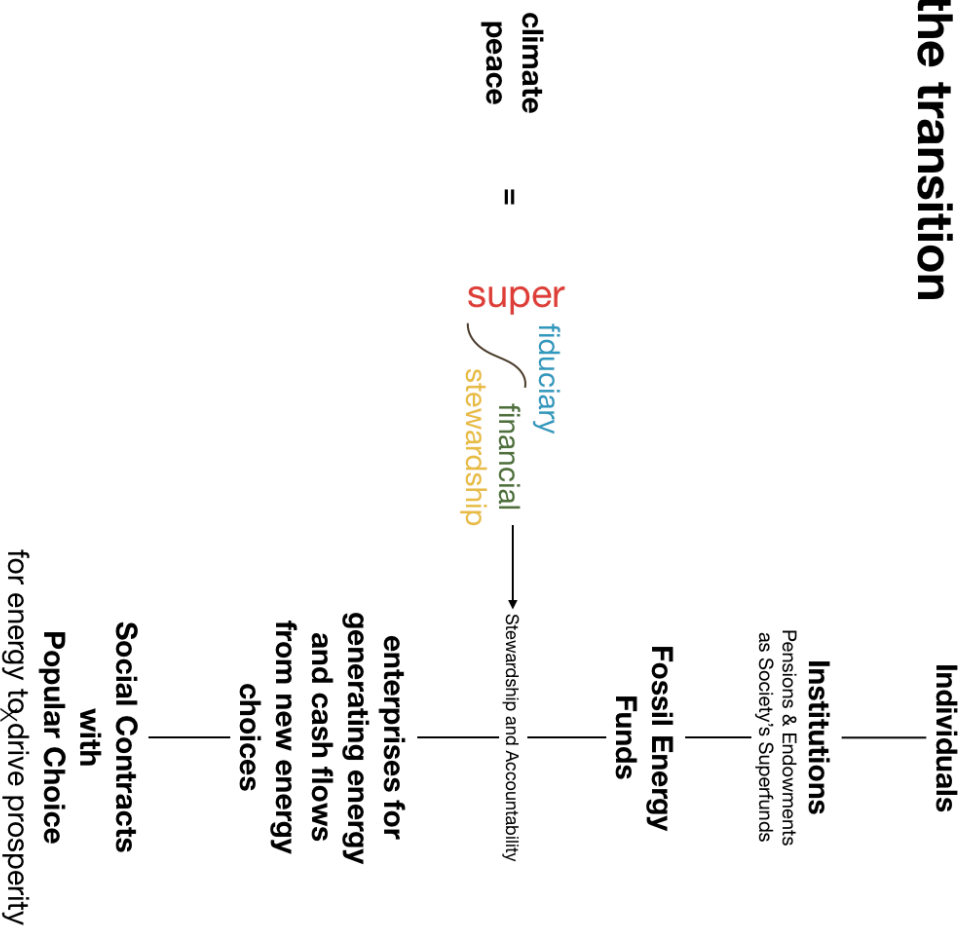 the transition
climate
peace
=
super
fiduciary
financial
stewardship
Individuals
Institutions
Pensions & Endowments
as Society's Superfunds
Fossil Energy
Funds
Stewardship and Accountability
enterprises for
generating energy
and cash flows
from new energy
choices
Social Contracts
with
Popular Choice
for energy to drive prosperity
x